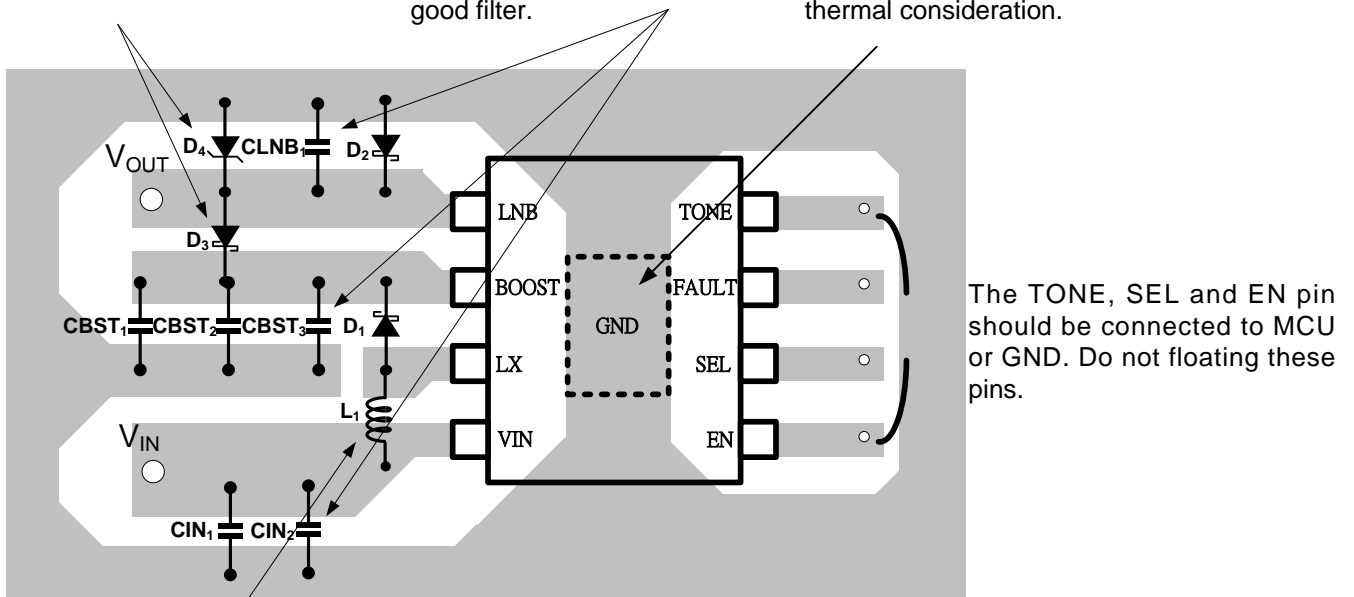 good filter.
thermal consideration.
D4
CLNB1
D2
VOUT
LNB
TONE
D3
BOOST
FAULT
CBST1
CBST2
CBST3
D1
GND
The TONE, SEL and EN pin
should be connected to MCU
or GND. Do not floating these
pins.
LX
SEL
L1
VIN
VIN
EN
CIN1
CIN2